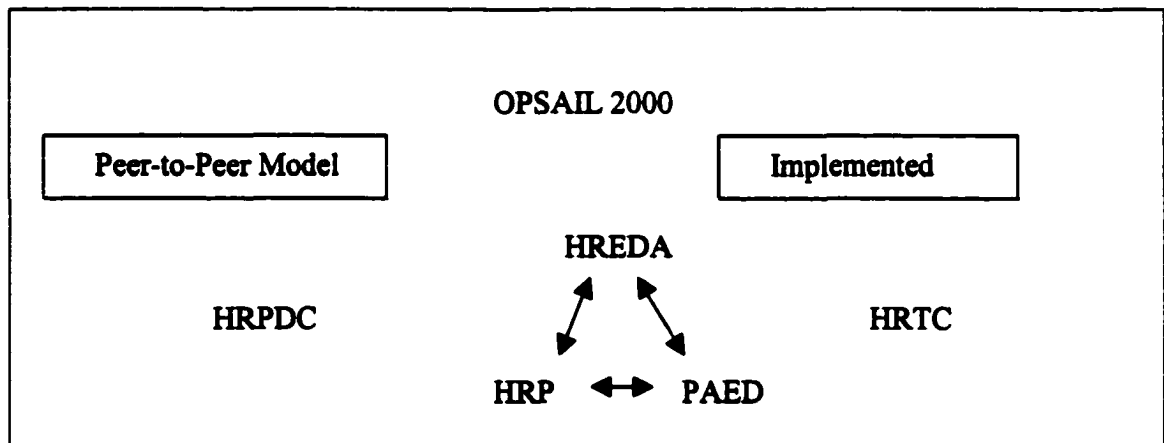 OPSAIL 2000
Peer-to-Peer Model
Implemented
HREDA
HRPDC
HRTC
HRP
PAED